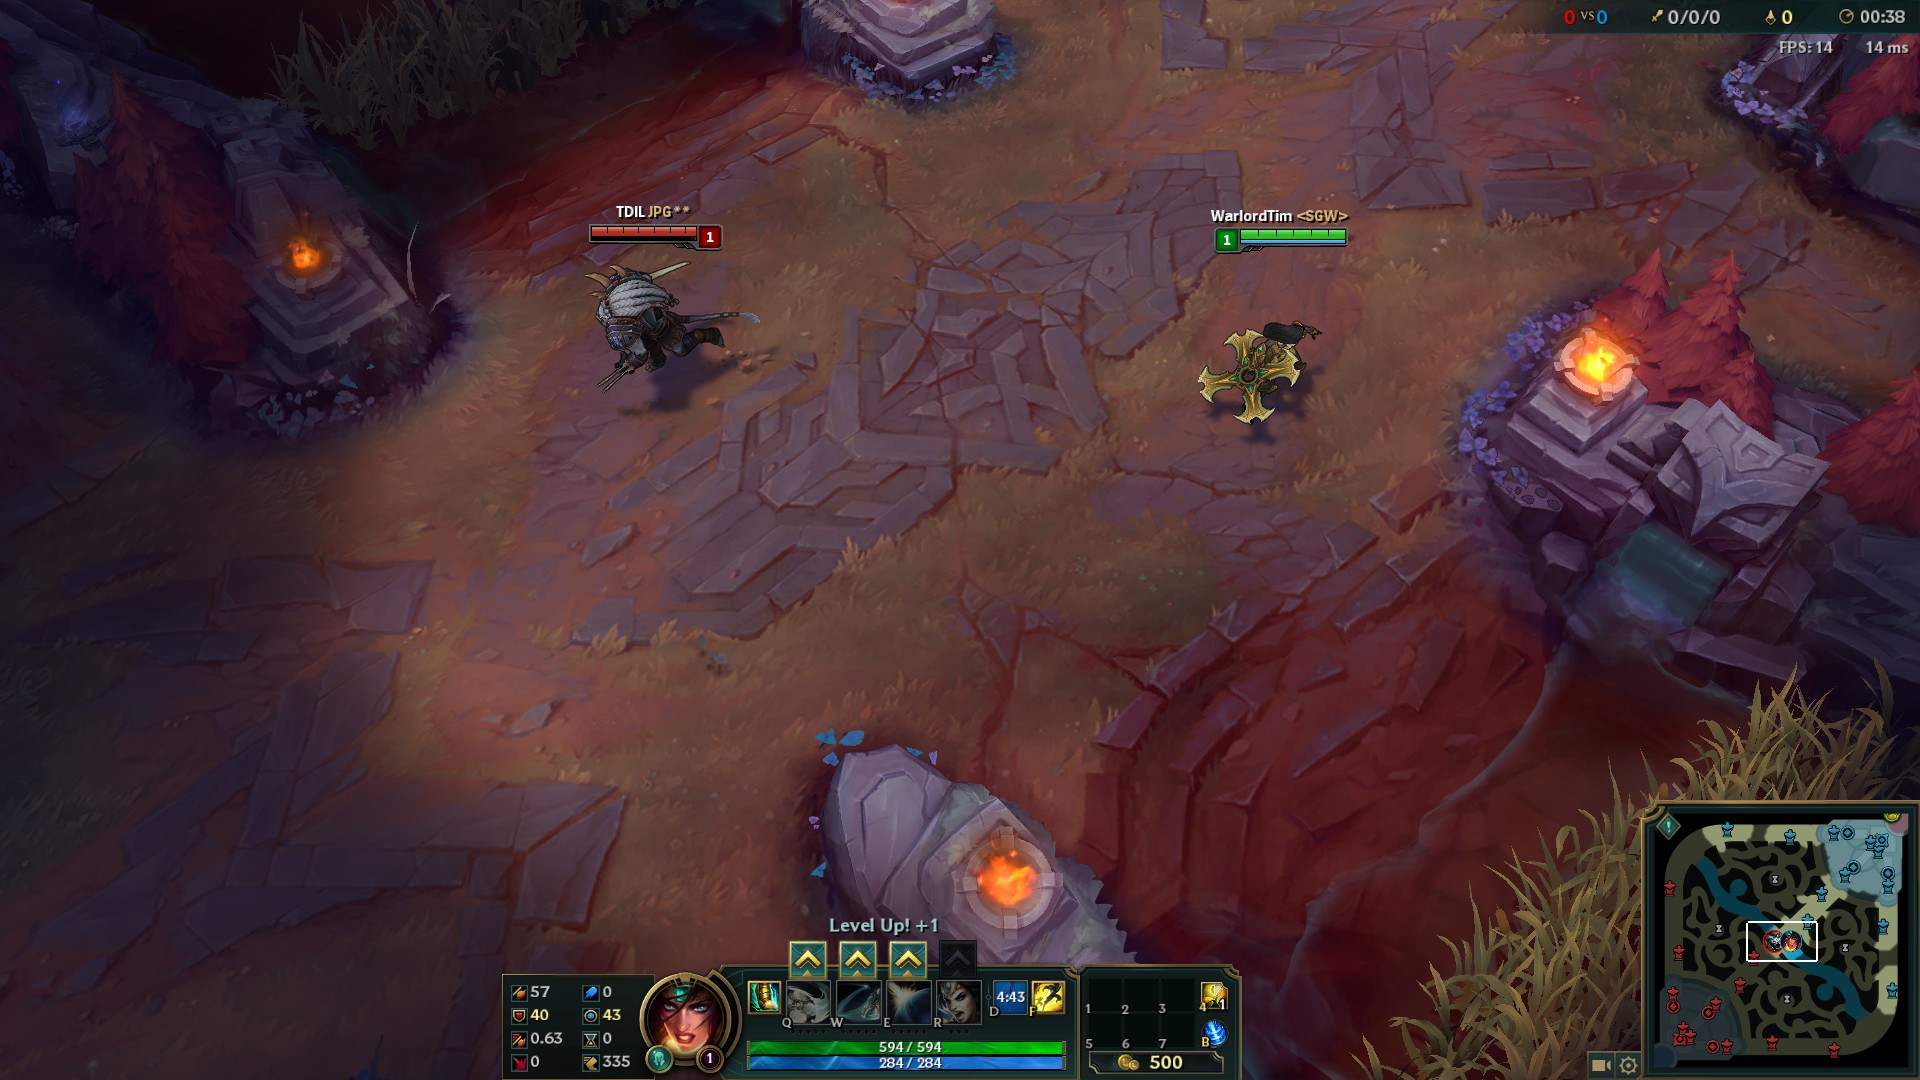 0 VS 0 0/0/0 0 00:38
FPS: 14 14 ms
TDIL JPG**
1
WarlordTim <SGW>
1
Level Up! +1
57 0
40 43
0.63 0
0 335
1
Q W E R 4:43 D F
594 / 594
284 / 284
1 2 3 4 1
5 6 7 B
500